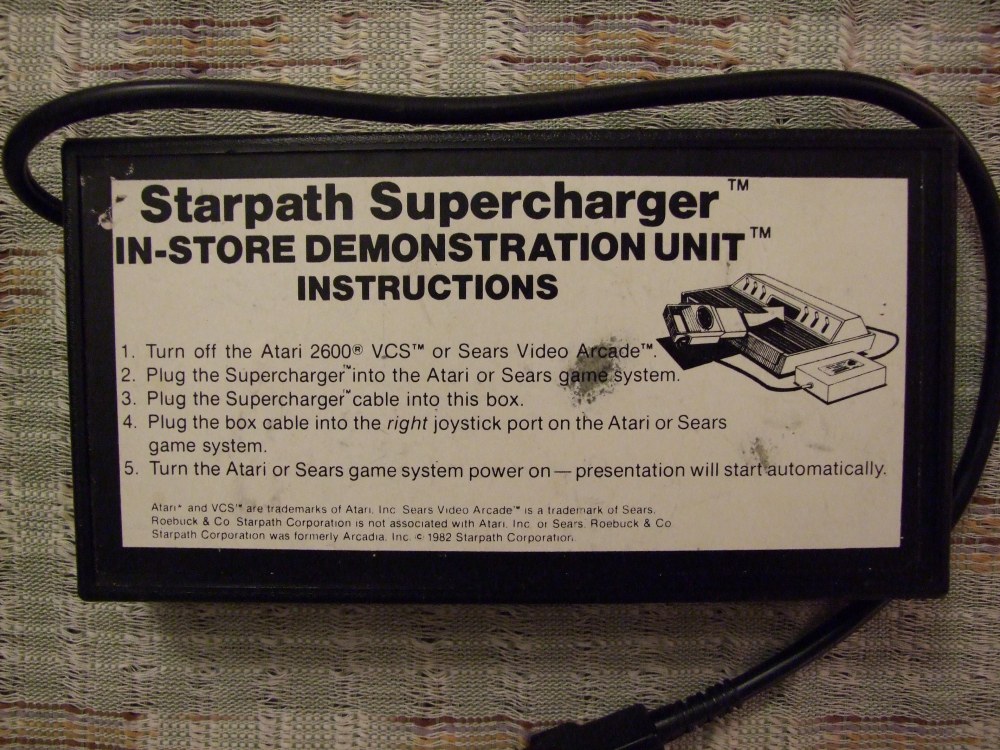 Starpath Supercharger™
IN-STORE DEMONSTRATION UNIT™
INSTRUCTIONS
1. Turn off the Atari 2600® VCS™ or Sears Video Arcade™.
2. Plug the Supercharger™ into the Atari or Sears game system.
3. Plug the Supercharger™ cable into this box.
4. Plug the box cable into the right joystick port on the Atari or Sears
game system.
5. Turn the Atari or Sears game system power on — presentation will start automatically.
Atari® and VCS™ are trademarks of Atari, Inc. Sears Video Arcade™ is a trademark of Sears,
Roebuck & Co. Starpath Corporation is not associated with Atari, Inc. or Sears, Roebuck & Co.
Starpath Corporation was formerly Arcadia, Inc. © 1982 Starpath Corporation.